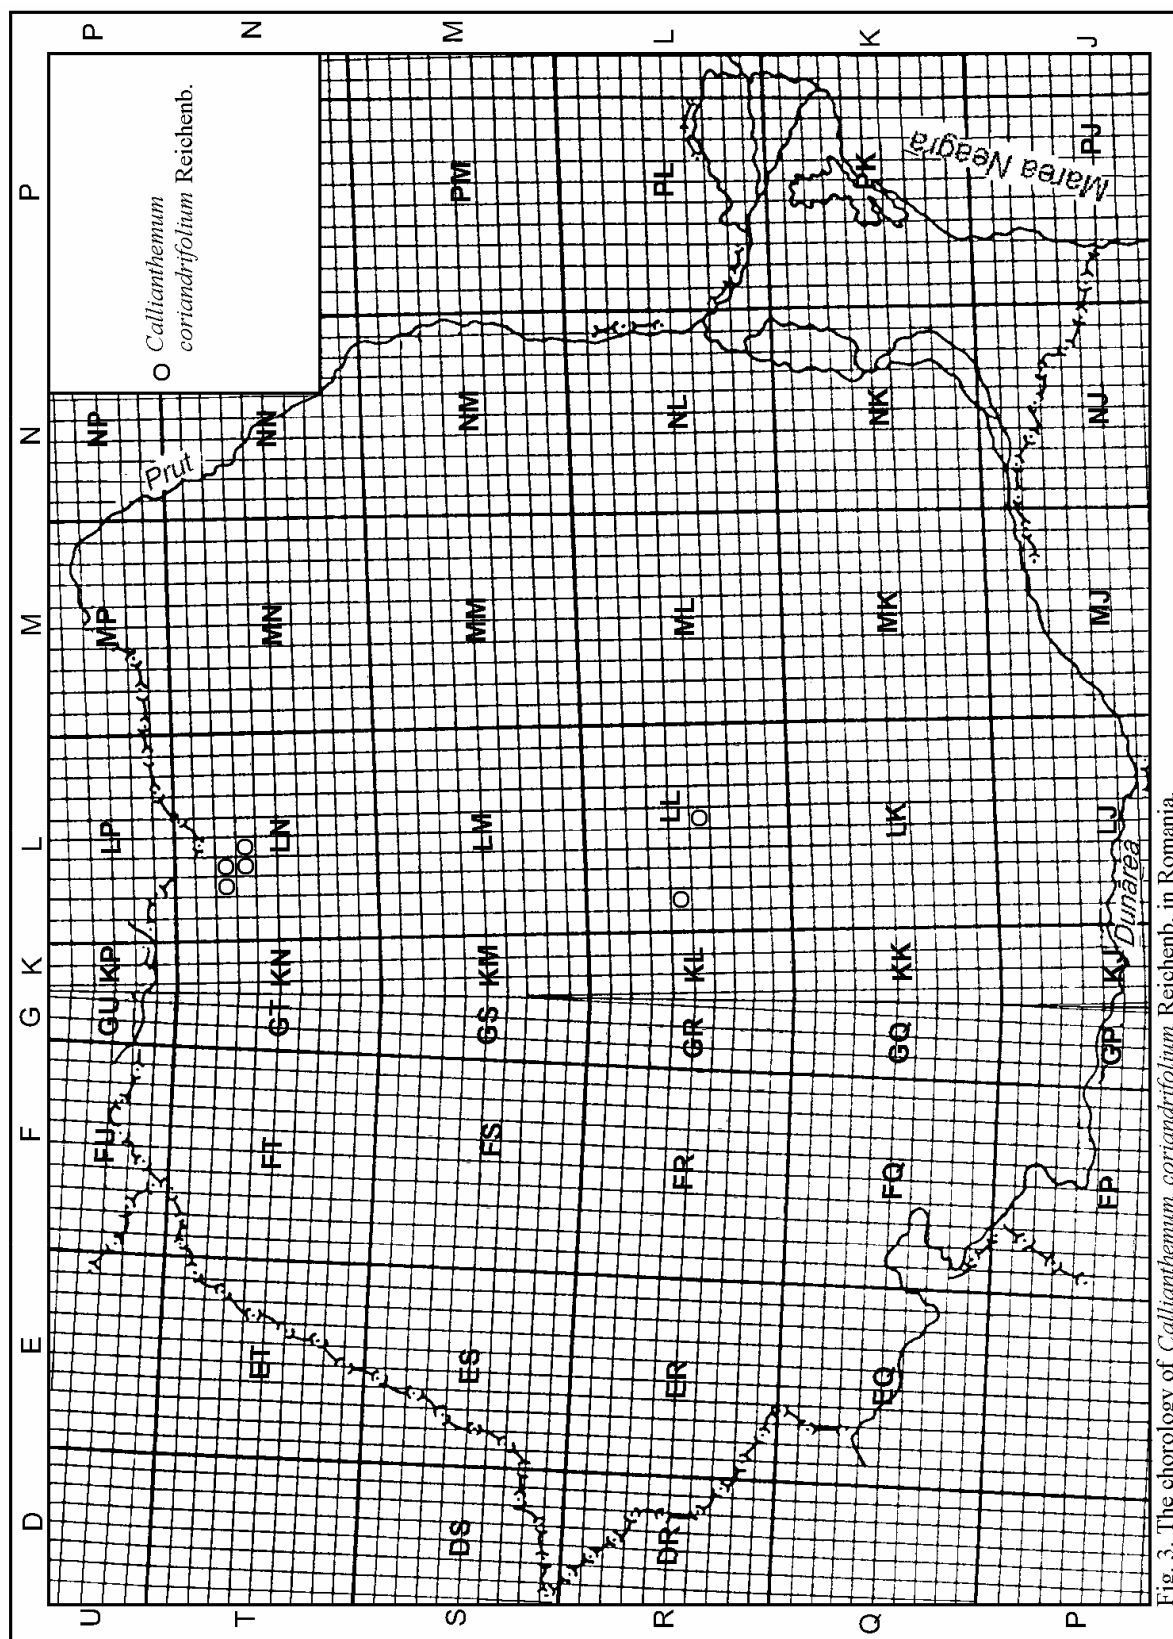 D E F G K L M N P
U FU GU KP LP MP NP P
○ Callianthemum
coriandrifolium Reichenb.
Prut
T ET FT GT KN LN MN NN N
S DS ES FS GS KM LM MM NM PM M
R DR ER FR GR KL LL ML NL PL L
Q EQ FQ GQ KK LK MK NK PK K
Marea Neagră
P FP GP KJ LJ MJ NJ PJ J
Dunărea
Fig. 3. The chorology of Callianthemum coriandrifolium Reichenb. in Romania.